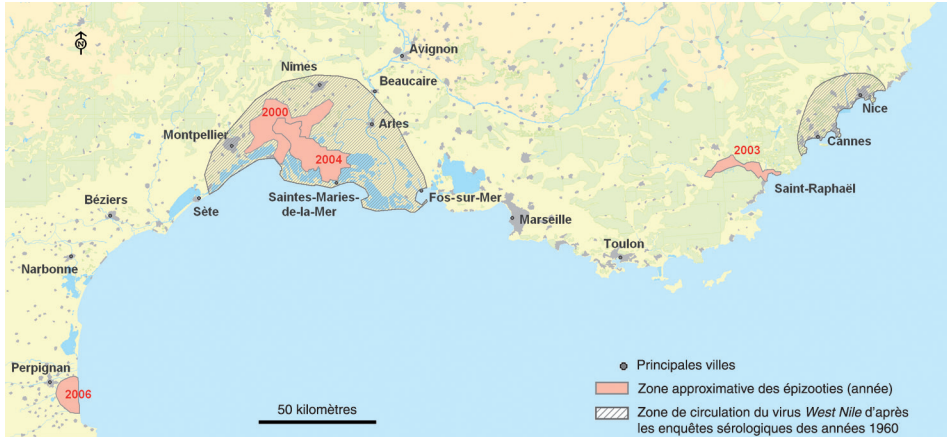 N
Avignon
Nimes
Beaucaire
2000
Nice
Arles
Montpellier
Cannes
2003
2004
Saint-Raphaël
Saintes-Maries-
de-la-Mer
Fos-sur-Mer
Sète
Béziers
Marseille
Toulon
Narbonne
Perpignan
2006
50 kilomètres
Principales villes
Zone approximative des épizooties (année)
Zone de circulation du virus West Nile d'après
les enquêtes sérologiques des années 1960